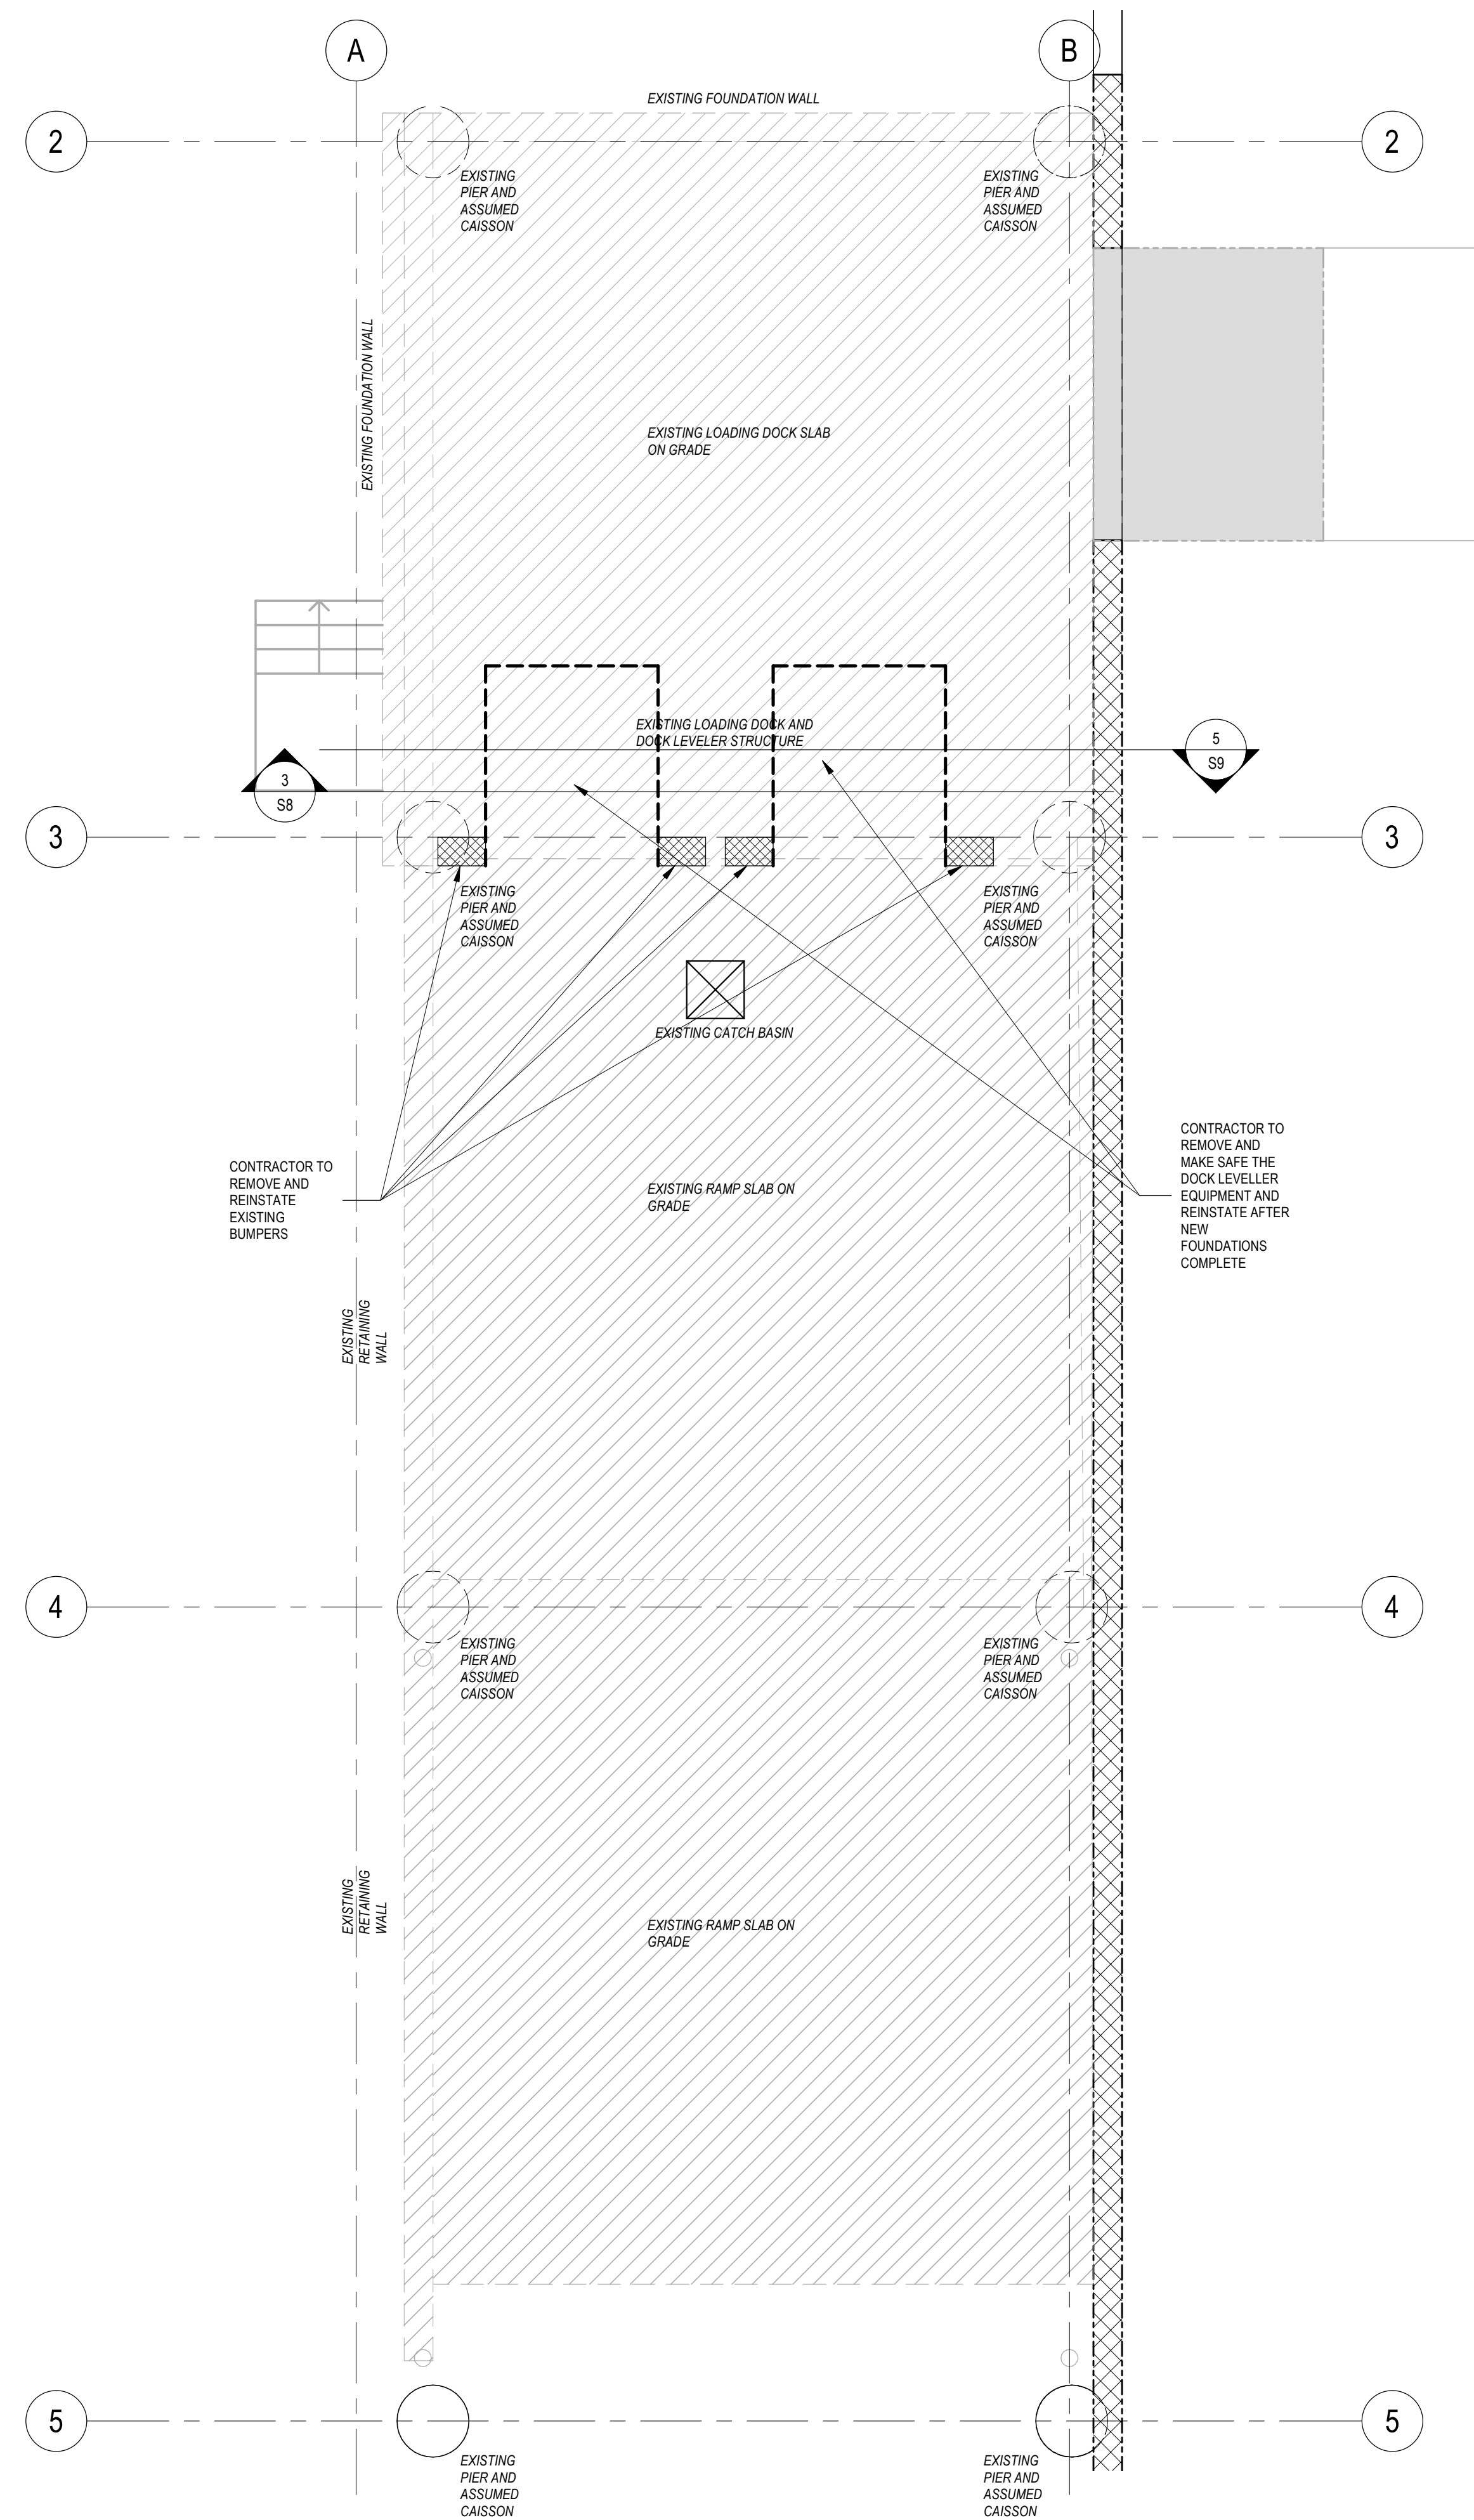 A
B
EXISTING FOUNDATION WALL
2
2
EXISTING
PIER AND
ASSUMED
CAISSON
EXISTING
PIER AND
ASSUMED
CAISSON
EXISTING FOUNDATION WALL
EXISTING LOADING DOCK SLAB
ON GRADE
EXISTING LOADING DOCK AND
DOCK LEVELER STRUCTURE
5
S9
3
S8
3
3
EXISTING
PIER AND
ASSUMED
CAISSON
EXISTING
PIER AND
ASSUMED
CAISSON
EXISTING CATCH BASIN
CONTRACTOR TO
REMOVE AND
REINSTATE
EXISTING
BUMPERS
EXISTING RAMP SLAB ON
GRADE
CONTRACTOR TO
REMOVE AND
MAKE SAFE THE
DOCK LEVELLER
EQUIPMENT AND
REINSTATE AFTER
NEW
FOUNDATIONS
COMPLETE
EXISTING
RETAINING
WALL
4
4
EXISTING
PIER AND
ASSUMED
CAISSON
EXISTING
PIER AND
ASSUMED
CAISSON
EXISTING
RETAINING
WALL
EXISTING RAMP SLAB ON
GRADE
5
5
EXISTING
PIER AND
ASSUMED
CAISSON
EXISTING
PIER AND
ASSUMED
CAISSON